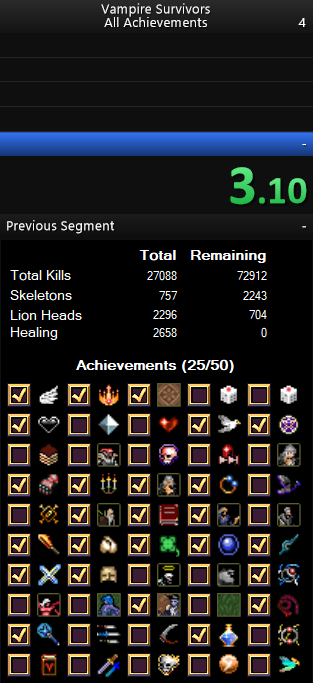 Vampire Survivors
All Achievements 4
-
3.10
Previous Segment -
Total Remaining
Total Kills 27088 72912
Skeletons 757 2243
Lion Heads 2296 704
Healing 2658 0
Achievements (25/50)